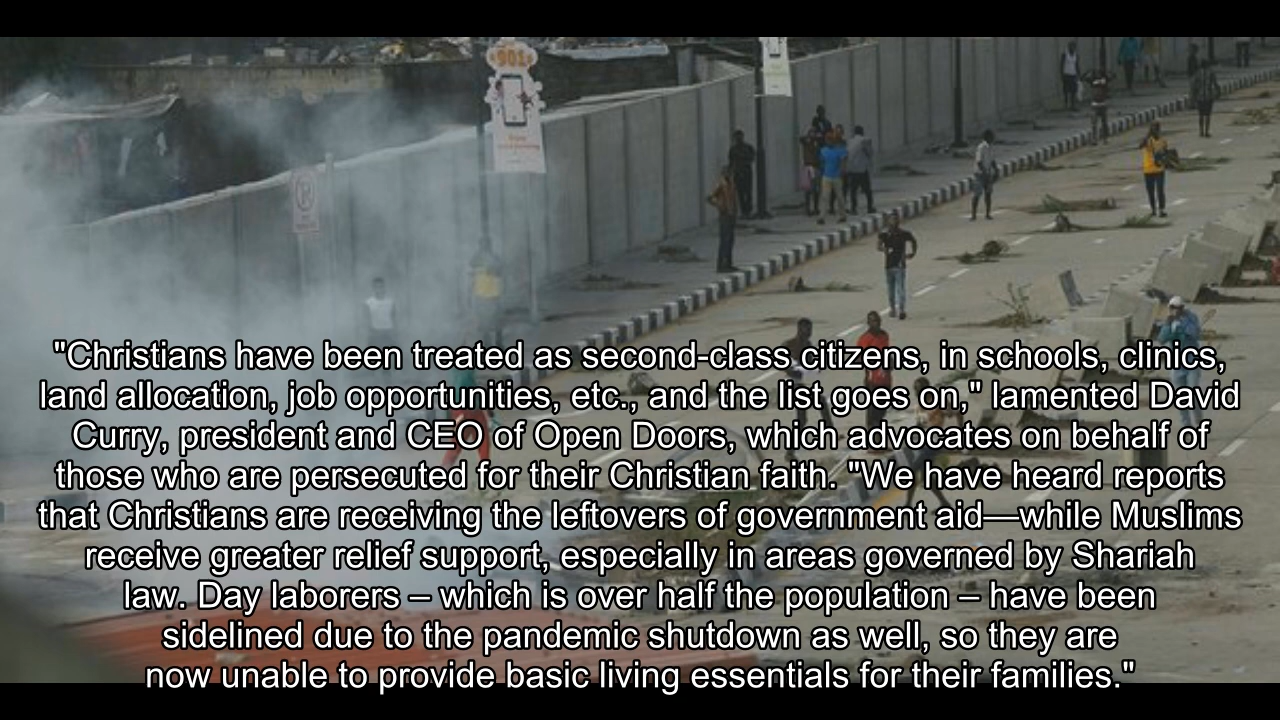 901
"Christians have been treated as second-class citizens, in schools, clinics,
land allocation, job opportunities, etc., and the list goes on," lamented David
Curry, president and CEO of Open Doors, which advocates on behalf of
those who are persecuted for their Christian faith. "We have heard reports
that Christians are receiving the leftovers of government aid—while Muslims
receive greater relief support, especially in areas governed by Shariah
law. Day laborers – which is over half the population – have been
sidelined due to the pandemic shutdown as well, so they are
now unable to provide basic living essentials for their families."